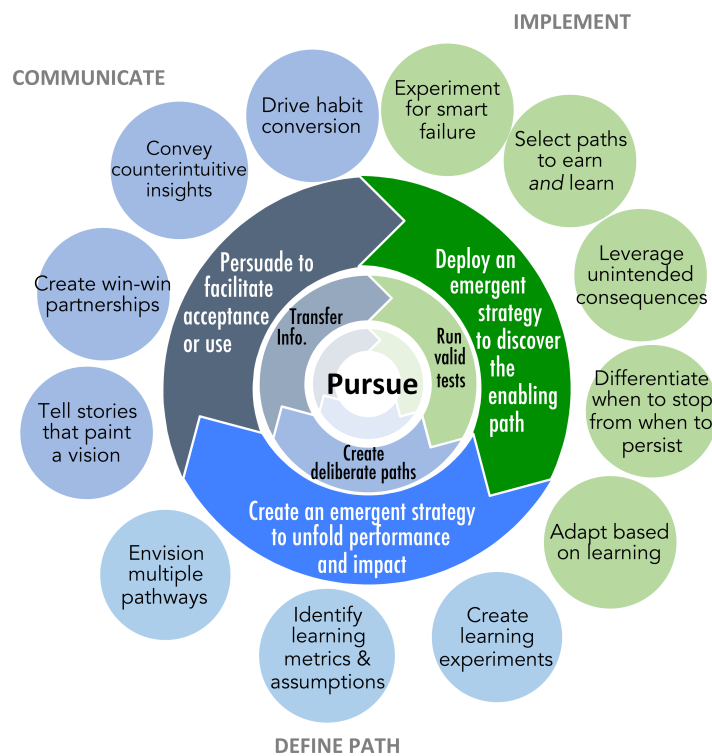 IMPLEMENT
COMMUNICATE
Drive habit
conversion
Experiment
for smart
failure
Convey
counterintuitive
insights
Select paths
to earn
and learn
Create win-win
partnerships
Leverage
unintended
consequences
Tell stories
that paint
a vision
Differentiate
when to stop
from when to
persist
Envision
multiple
pathways
Adapt based
on learning
Identify
learning
metrics &
assumptions
Create
learning
experiments
DEFINE PATH
Persuade to
facilitate
acceptance
or use
Deploy an
emergent
strategy
to discover
the
enabling
path
Create an emergent strategy
to unfold performance
and impact
Transfer
Info.
Run
valid
tests
Create
deliberate paths
Pursue